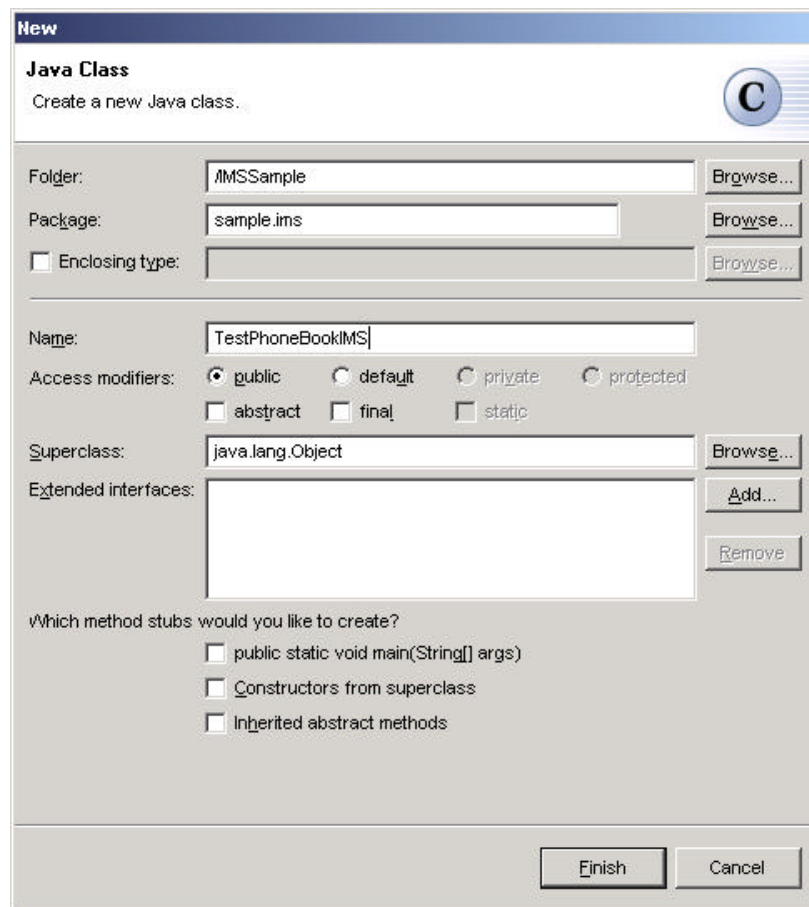 New
Java Class
Create a new Java class.
C
Folder: /IMSSample Browse...
Package: sample.ims Browse...
Enclosing type: Browse...
Name: TestPhoneBookIMS
Access modifiers: public default private protected
abstract final static
Superclass: java.lang.Object Browse...
Extended interfaces: Add...
Remove
Which method stubs would you like to create?
public static void main(String[] args)
Constructors from superclass
Inherited abstract methods
Finish Cancel